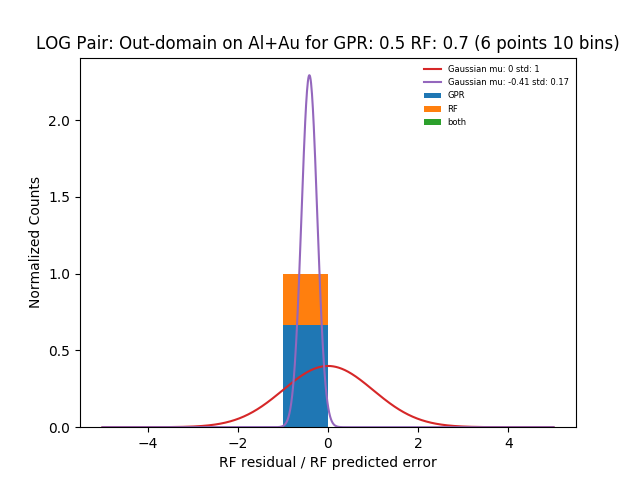 LOG Pair: Out-domain on Al+Au for GPR: 0.5 RF: 0.7 (6 points 10 bins)
Gaussian mu: 0 std: 1
Gaussian mu: -0.41 std: 0.17
GPR
RF
both
Normalized Counts
2.0
1.5
1.0
0.5
0.0
−4
−2
0
2
4
RF residual / RF predicted error